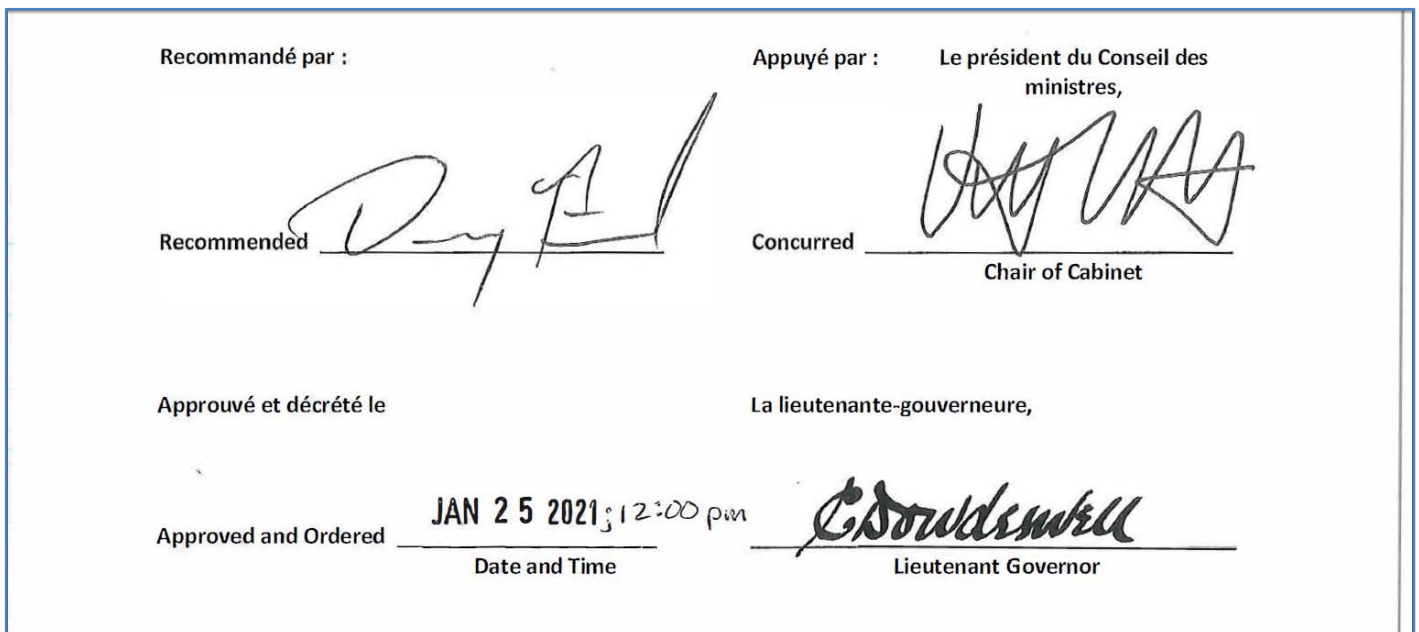 Recommandé par :
Appuyé par : Le président du Conseil des
ministres,
Recommended
Concurred
Chair of Cabinet
Approuvé et décrété le
La lieutenante-gouverneure,
JAN 25 2021; 12:00 pm
C Dowdeswell
Approved and Ordered
Date and Time
Lieutenant Governor